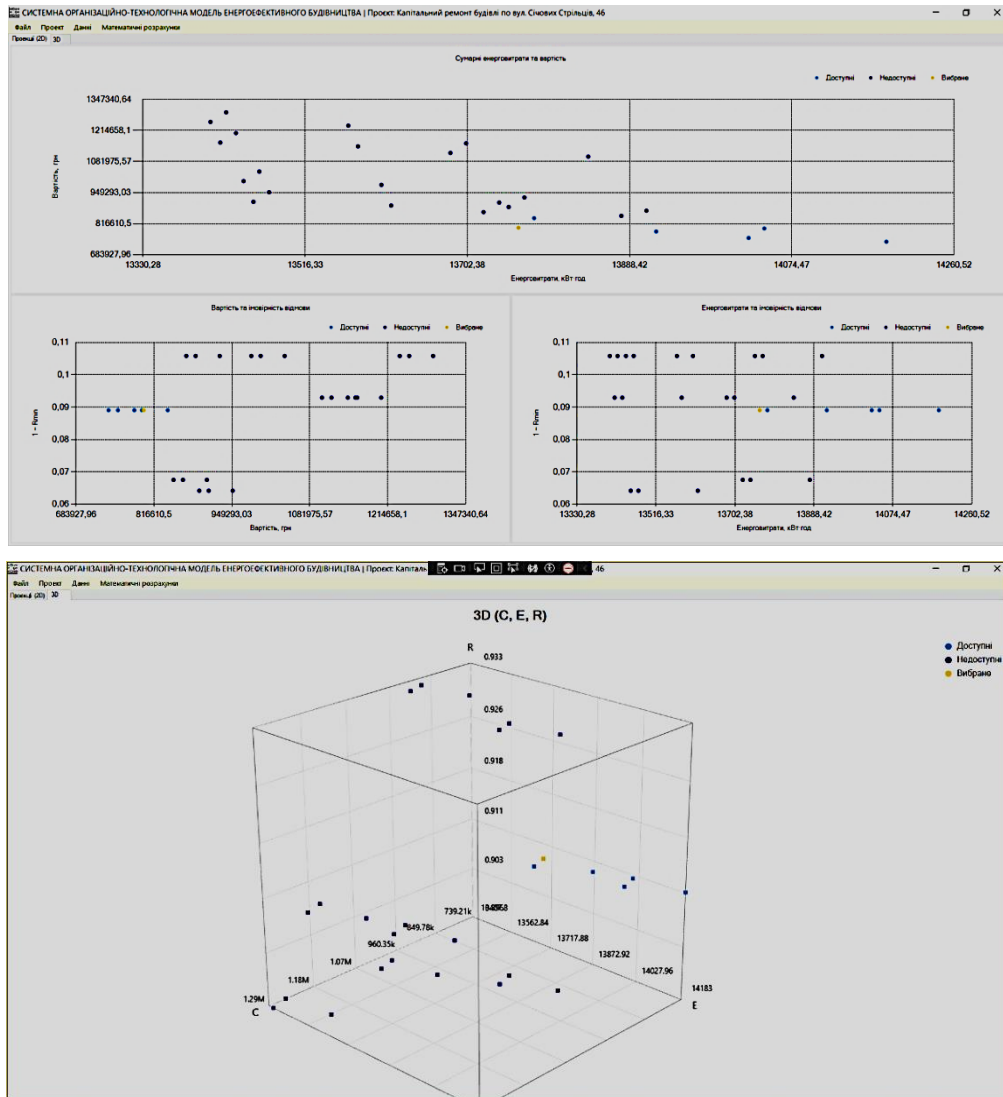 СИСТЕМНА ОРГАНІЗАЦІЙНО-ТЕХНОЛОГІЧНА МОДЕЛЬ ЕНЕРГОЕФЕКТИВНОГО БУДІВНИЦТВА | Проєкт: Капітальний ремонт будівлі по вул. Січових Стрільців, 46
Файл Проєкт Данні Математичні розрахунки
Проекції (2D) 3D
Сумарні енерговитрати та вартість
Доступні Недоступні Вибране
1347340,64
1214658,1
1081975,57
949293,03
816610,5
683927,96
Вартість, грн
13330,28 13516,33 13702,38 13888,42 14074,47 14260,52
Енерговитрати, кВт год
Вартість та імовірність відмови
Доступні Недоступні Вибране
0,11
0,1
0,09
0,08
0,07
0,06
1 - Rmin
683927,96 816610,5 949293,03 1081975,57 1214658,1 1347340,64
Вартість, грн
Енерговитрати та імовірність відмови
Доступні Недоступні Вибране
0,11
0,1
0,09
0,08
0,07
0,06
1 - Rmin
13330,28 13516,33 13702,38 13888,42 14074,47 14260,52
Енерговитрати, кВт год
СИСТЕМНА ОРГАНІЗАЦІЙНО-ТЕХНОЛОГІЧНА МОДЕЛЬ ЕНЕРГОЕФЕКТИВНОГО БУДІВНИЦТВА | Проєкт: Капіталь , 46
Файл Проєкт Данні Математичні розрахунки
Проекції (2D) 3D
3D (C, E, R)
Доступні
Недоступні
Вибране
R
0.933
0.926
0.918
0.911
0.903
739.21k
849.78k
960.35k
1.07M
1.18M
1.29M
C
13562.84
13717.88
13872.92
14027.96
14183
E